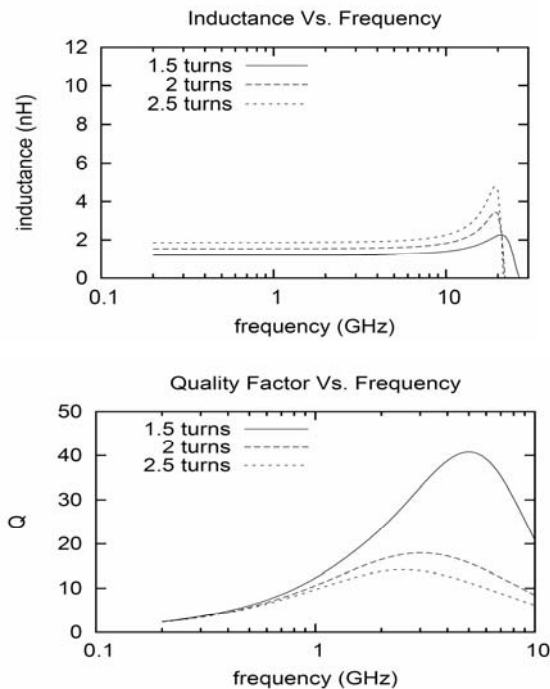 Inductance Vs. Frequency
12
10
8
6
4
2
0
inductance (nH)
1.5 turns
2 turns
2.5 turns
0.1
1
10
frequency (GHz)
Quality Factor Vs. Frequency
50
40
30
20
10
0
Q
1.5 turns
2 turns
2.5 turns
0.1
1
10
frequency (GHz)